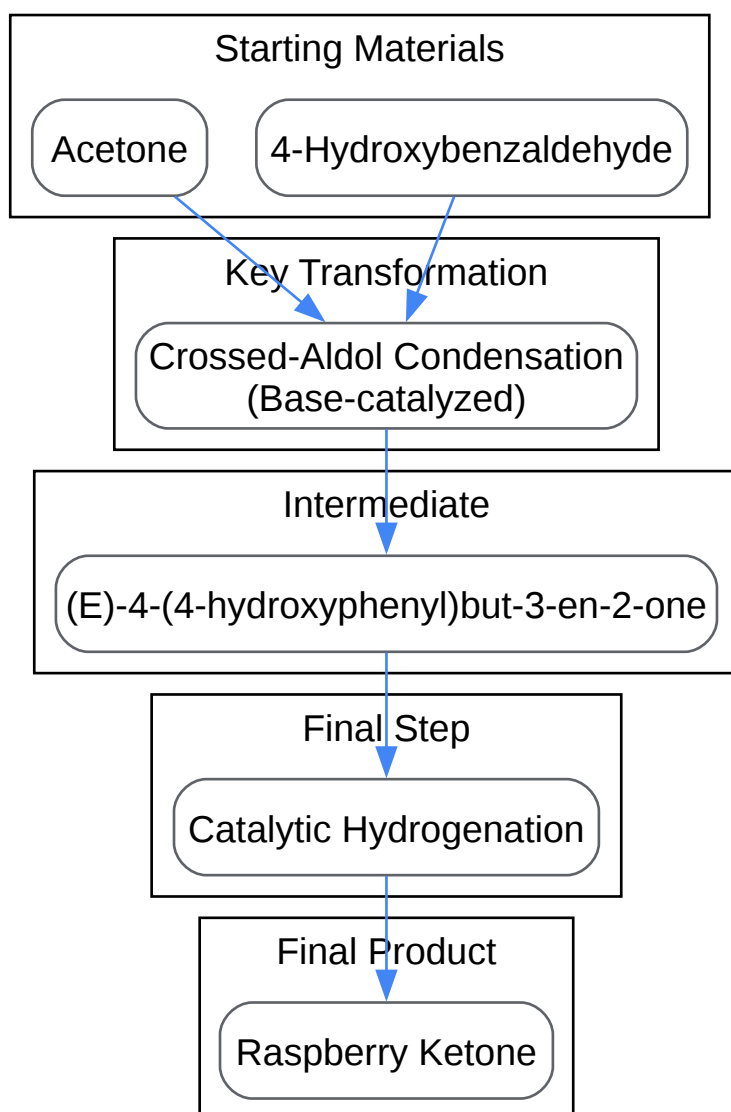 Starting Materials
Acetone
4-Hydroxybenzaldehyde
Key Transformation
Crossed-Aldol Condensation
(Base-catalyzed)
Intermediate
(E)-4-(4-hydroxyphenyl)but-3-en-2-one
Final Step
Catalytic Hydrogenation
Final Product
Raspberry Ketone